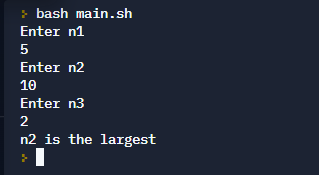 > bash main.sh
Enter n1
5
Enter n2
10
Enter n3
2
n2 is the largest
>